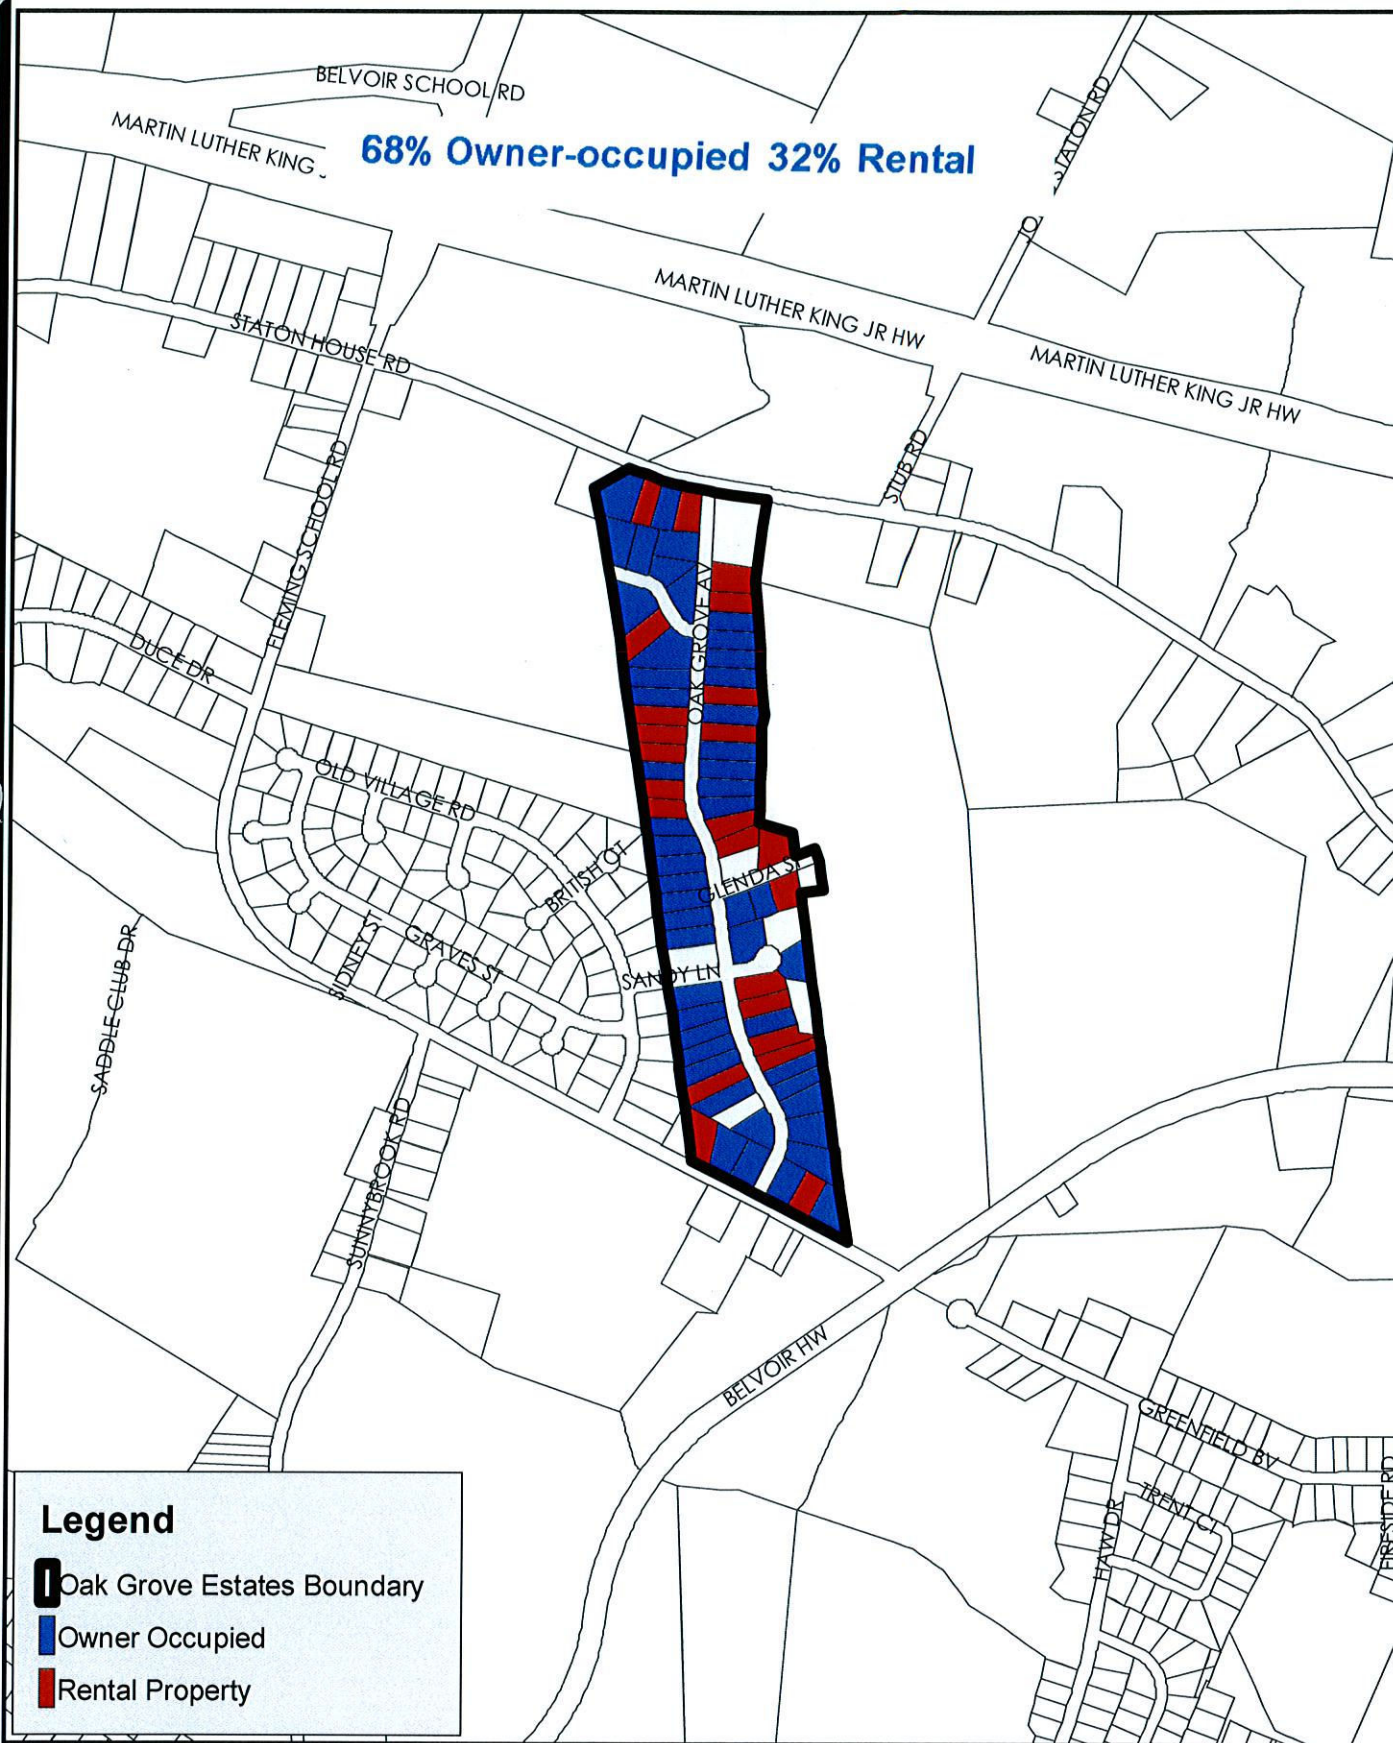 BELVOIR SCHOOL RD
MARTIN LUTHER KING
68% Owner-occupied 32% Rental
STATON RD
MARTIN LUTHER KING JR HW
MARTIN LUTHER KING JR HW
STATON HOUSE RD
STUB RD
FLEMING SCHOOL RD
OAK GROVE AV
DUCE DR
OLD VILLAGE RD
BRITISH CT
GLENDA ST
SIDNEY ST
GRAVES ST
SANDY LN
SADDLE CLUB DR
SUNNYBROOK RD
BELVOIR HW
GREENFIELD BV
TRENT CT
HAW DR
FIRESIDE RD
Legend
Oak Grove Estates Boundary
Owner Occupied
Rental Property